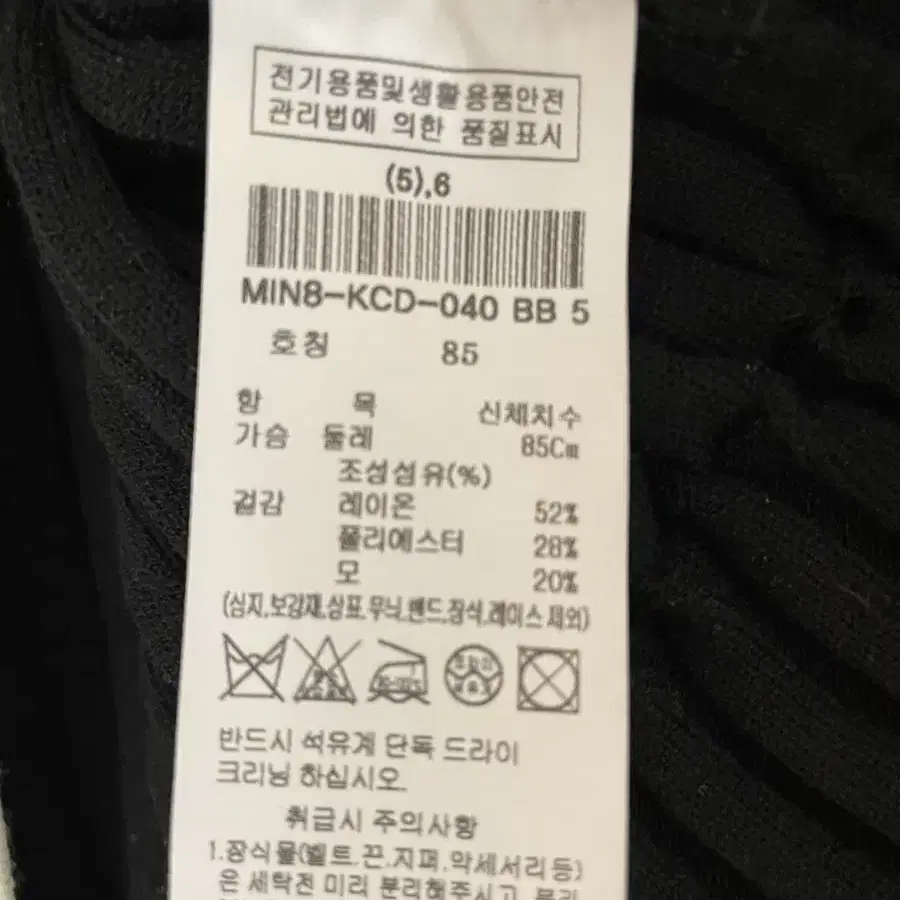 전기용품및생활용품안전
관리법에 의한 품질표시
(5),6
MIN8-KCD-040 BB 5
호칭 85
항 목 신체치수
가슴 둘레 85Cm
조성섬유(%)
겉감 레이온 52%
폴리에스터 28%
모 20%
(심지,보강재,상표,무늬,밴드,장식,레이스 제외)
반드시 석유계 단독 드라이
크리닝 하십시오.
취급시 주의사항
1.장식물(벨트.끈.지퍼.악세서리등)
은 세탁전 미리 분리해주시고